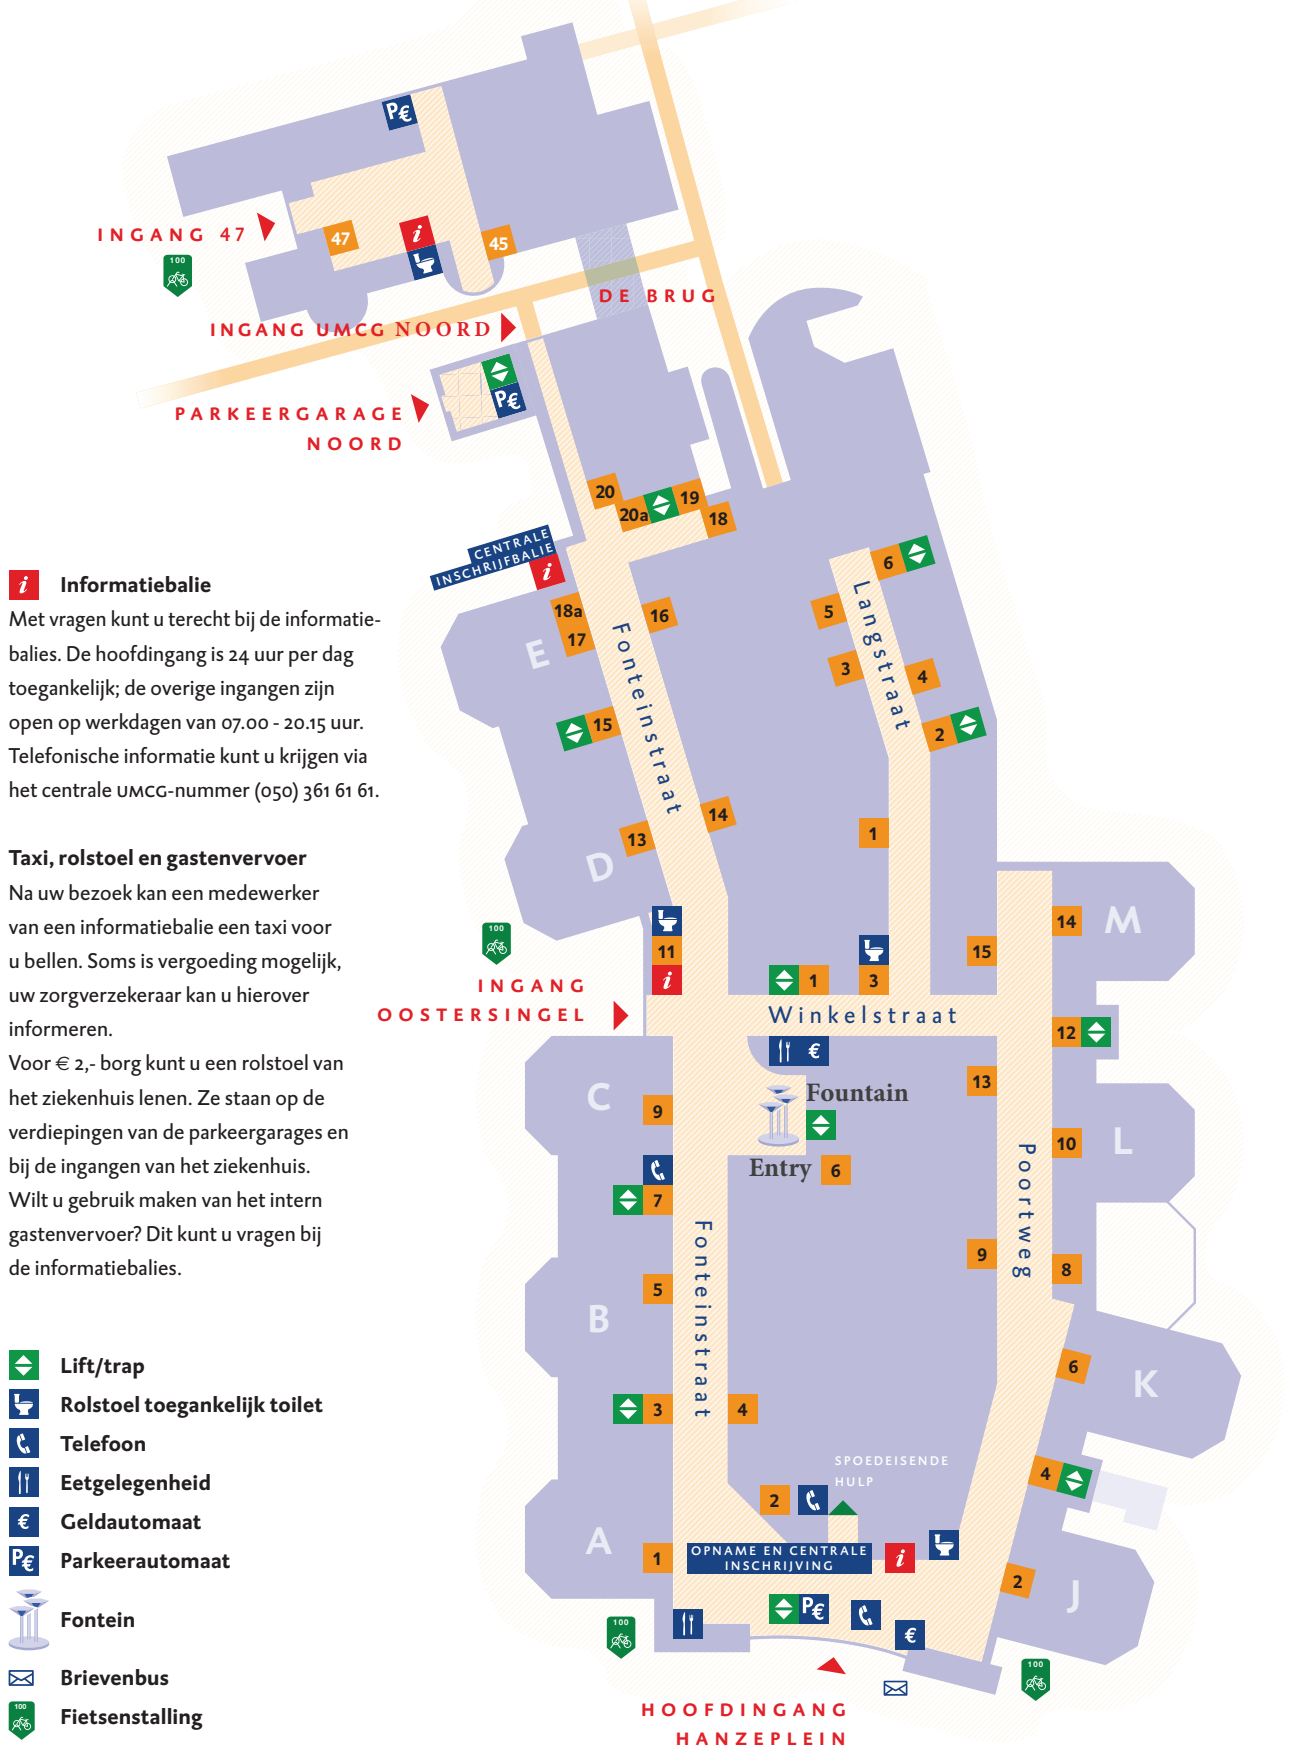 P€
INGANG 47
47
i
45
100
DE BRUG
INGANG UMCG NOORD
P€
PARKEERGARAGE
NOORD
20
20a
19
18
CENTRALE
INSCHRIJFBALIE
i
6
18a
17
16
E
5
Langstraat
3
4
Fonteinstraat
15
2
14
13
1
D
i Informatiebalie
Met vragen kunt u terecht bij de informatie-
balies. De hoofdingang is 24 uur per dag
toegankelijk; de overige ingangen zijn
open op werkdagen van 07.00 - 20.15 uur.
Telefonische informatie kunt u krijgen via
het centrale UMCG-nummer (050) 361 61 61.
Taxi, rolstoel en gastenvervoer
Na uw bezoek kan een medewerker
van een informatiebalie een taxi voor
u bellen. Soms is vergoeding mogelijk,
uw zorgverzekeraar kan u hierover
informeren.
Voor € 2,- borg kunt u een rolstoel van
het ziekenhuis lenen. Ze staan op de
verdiepingen van de parkeergarages en
bij de ingangen van het ziekenhuis.
Wilt u gebruik maken van het intern
gastenvervoer? Dit kunt u vragen bij
de informatiebalies.
14
M
100
11
15
i
1
3
INGANG
OOSTERSINGEL
Winkelstraat
12
€
13
C
Fountain
9
10
L
Poortweg
Entry
6
7
Fonteinstraat
9
8
5
B
6
K
3
4
SPOEDEISENDE
HULP
4
2
A
1
OPNAME EN CENTRALE
INSCHRIJVING
i
2
J
P€
€
100
100
HOOFDINGANG
HANZEPLEIN
Lift/trap
Rolstoel toegankelijk toilet
Telefoon
Eetgelegenheid
€ Geldautomaat
P€ Parkeerautomaat
Fontein
Brievenbus
100 Fietsenstalling